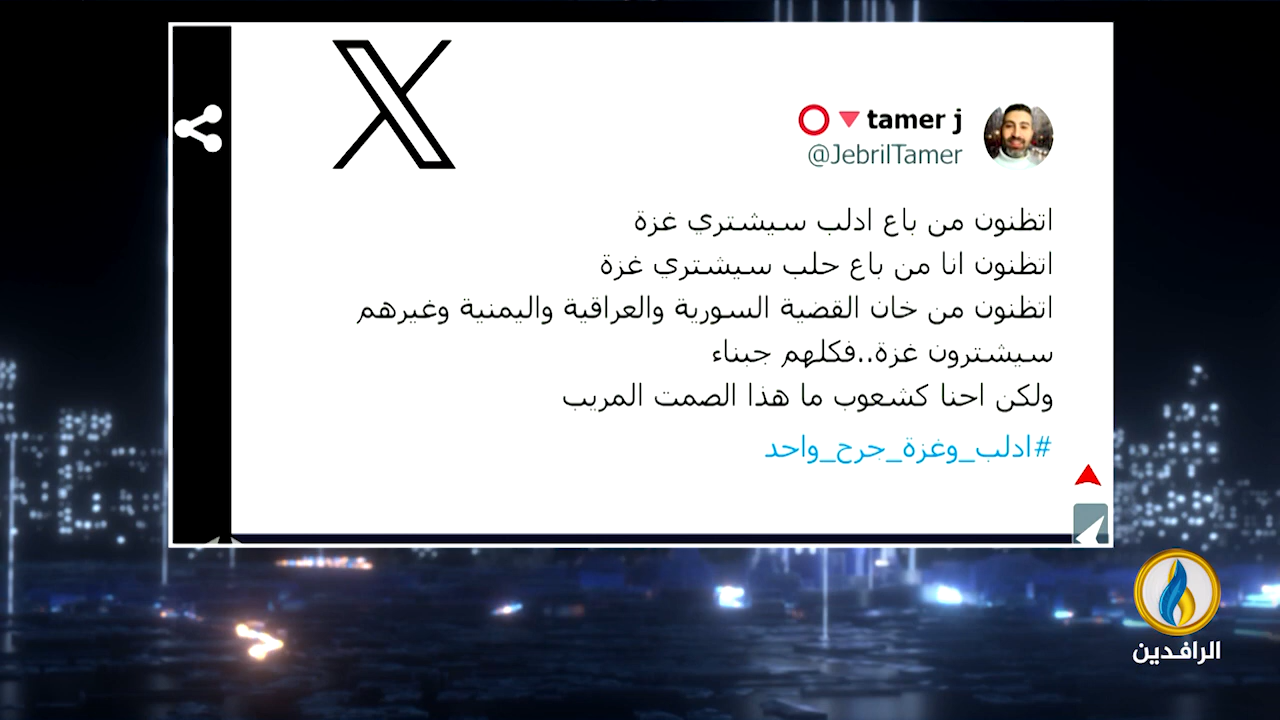 tamer j
@JebrilTamer
اتظنون من باع ادلب سيشتري غزة
اتظنون انا من باع حلب سيشتري غزة
اتظنون من خان القضية السورية والعراقية واليمنية وغيرهم
سيشترون غزة..فكلهم جبناء
ولكن احنا كشعوب ما هذا الصمت المريب
#ادلب_وغزة_جرح_واحد
الرافدين